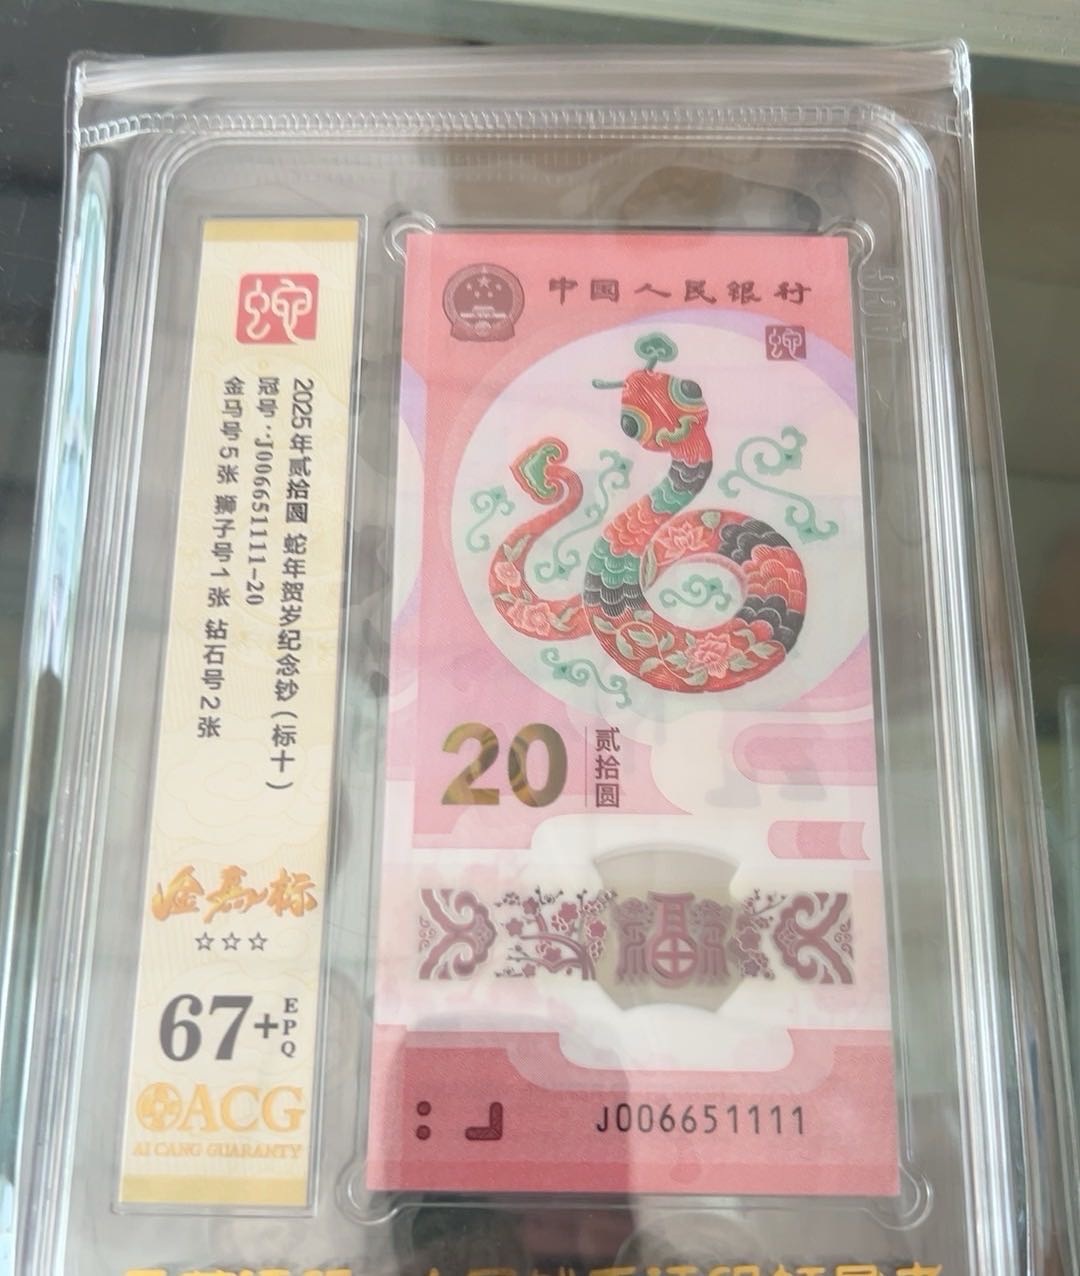 2025年贰拾圆 蛇年贺岁纪念钞（标十）
冠号：J006651111-20
金马号5张 狮子号1张 钻石号2张
金马标
☆☆☆
67+
EPQ
ACG
AI CANG GUARANTY
中国人民银行
蛇
20
贰拾圆
福
J006651111